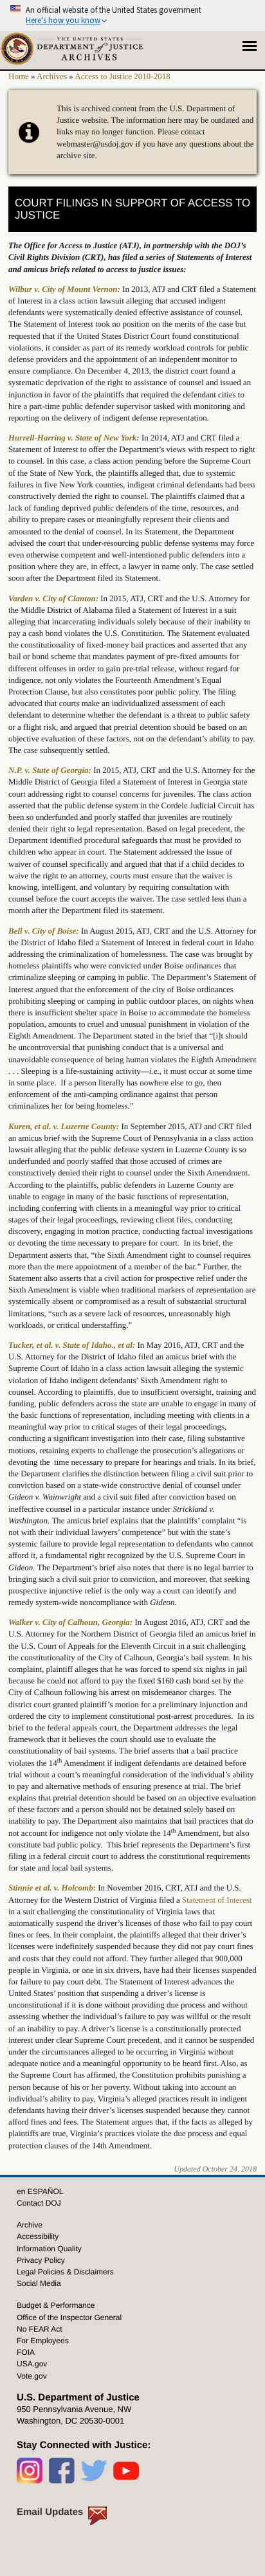 An official website of the United States government
Here's how you know
THE UNITED STATES
DEPARTMENT of JUSTICE
ARCHIVES
Home » Archives » Access to Justice 2010-2018
This is archived content from the U.S. Department of
Justice website. The information here may be outdated and
links may no longer function. Please contact
webmaster@usdoj.gov if you have any questions about the
archive site.
COURT FILINGS IN SUPPORT OF ACCESS TO
JUSTICE
The Office for Access to Justice (ATJ), in partnership with the DOJ's
Civil Rights Division (CRT), has filed a series of Statements of Interest
and amicus briefs related to access to justice issues:
Wilbur v. City of Mount Vernon: In 2013, ATJ and CRT filed a Statement
of Interest in a class action lawsuit alleging that accused indigent
defendants were systematically denied effective assistance of counsel.
The Statement of Interest took no position on the merits of the case but
requested that if the United States District Court found constitutional
violations, it consider as part of its remedy workload controls for public
defenders, and the appointment of an independent monitor to ensure
compliance. On December 4, 2013, the district court found a
systematic deprivation of the right to assistance of counsel and issued an
injunction in favor of the plaintiffs that required the defendant cities to
hire a part-time public defender supervisor tasked with monitoring and
reporting on the delivery of indigent defense representation.
Hurrell-Harring v. State of New York: In 2014, ATJ and CRT filed a
Statement of Interest to offer the Department's views with respect to right
to counsel. In this case, a class action pending before the Supreme Court
of the State of New York, the plaintiffs alleged that, due to systemic
failures in five New York counties, indigent criminal defendants had been
constructively denied their right to counsel. The plaintiffs claimed that a
lack of funding deprived public defenders of the time, resources, and
ability to prepare cases or meaningfully represent their clients and
amounted to the denial of counsel. In its Statement, the Department
advised the court that under-resourcing public defense systems may force
even otherwise competent and well-intentioned public defenders into a
position where they are, in effect, a lawyer in name only. The case settled
soon after the Department filed its Statement.
Varden v. City of Clanton: In 2015, ATJ, CRT and the U.S. Attorney for
the Middle District of Alabama filed a Statement of Interest in a suit
alleging that incarcerating individuals solely because of their inability to
pay a cash bond violates the U.S. Constitution. The Statement evaluated
the constitutionality of fixed-sum bail practices and asserted that any
bail or bond scheme that mandates payment of pre-fixed amounts for
different offenses in order to gain pre-trial release, without regard for
indigence, not only violates the Fourteenth Amendment's Equal
Protection Clause, but also constitutes poor public policy. The filing
advocated that courts make an individualized assessment of each
defendant to determine whether the defendant is a threat to public safety
or a flight risk, and argued that pretrial detention should be based on an
objective evaluation of these factors, not on the defendant's ability to pay.
The case subsequently settled.
N.P. v. State of Georgia: In 2015, ATJ, CRT and the U.S. Attorney for the
Middle District of Georgia filed a Statement of Interest in Georgia state
court addressing right to counsel concerns for juveniles. The class action
asserted that the public defense system in the Cordele Judicial Circuit has
been so underfunded and poorly staffed that juveniles are routinely
denied their right to legal representation. Based on legal precedent, the
Department identified procedural safeguards that must be provided to
children who appear in court. The Statement addressed the issue of
waiver of counsel specifically and argued that if a child decides to
waive the right to an attorney, courts must ensure that the waiver is
knowing, intelligent, and voluntary by requiring consultation with
counsel before the court accepts the waiver. The case settled less than a
month after the Department filed its statement.
Bell v. City of Boise: In August 2015, ATJ, CRT and the U.S. Attorney for
the District of Idaho filed a Statement of Interest in federal court in Idaho
addressing the criminalization of homelessness. The case was brought by
homeless plaintiffs who were convicted under Boise ordinances that
criminalize sleeping or camping in public. The Department's Statement of
Interest argued that the enforcement of the city of Boise ordinances
prohibiting sleeping or camping in public outdoor places, on nights when
there is insufficient shelter space in Boise to accommodate the homeless
population, amount to cruel and unusual punishment in violation of the
Eighth Amendment. The Department stated in the brief that "[i]t should
be uncontroversial that punishing conduct that is a universal and
unavoidable consequence of being human violates the Eighth Amendment
. . . Sleeping is a life-sustaining activity—i.e., it must occur at some time
in some place. If a person literally has nowhere else to go, then
enforcement of the anti-camping ordinance against that person
criminalizes her for being homeless."
Kuren, et al. v. Luzerne County: In September 2015, ATJ and CRT filed
an amicus brief with the Supreme Court of Pennsylvania in a class action
lawsuit alleging that the public defense system in Luzerne County is so
underfunded and poorly staffed that those accused of crimes are
constructively denied their right to counsel under the Sixth Amendment.
According to the plaintiffs, public defenders in Luzerne County are
unable to engage in many of the basic functions of representation,
including conferring with clients in a meaningful way prior to critical
stages of their legal proceedings, reviewing client files, conducting
discovery, engaging in motion practice, conducting factual investigations
or devoting the time necessary to prepare for court. In its brief, the
Department asserts that, "the Sixth Amendment right to counsel requires
more than the mere appointment of a member of the bar." Further, the
Statement also asserts that a civil claim for prospective relief under the
Sixth Amendment is viable when traditional markers of representation are
systemically absent or compromised as a result of substantial structural
limitations, "such as a severe lack of resources, unreasonably high
workloads, or critical understaffing."
Tucker, et al. v. State of Idaho., et al: In May 2016, ATJ, CRT and the
U.S. Attorney for the District of Idaho filed an amicus brief with the
Supreme Court of Idaho in a class action lawsuit alleging the systemic
violation of Idaho indigent defendants' Sixth Amendment right to
counsel. According to plaintiffs, due to insufficient oversight, training and
funding, public defenders across the state are unable to engage in many of
the basic functions of representation, including meeting with clients in a
meaningful way prior to critical stages of their legal proceedings,
conducting a significant investigation into their case, filing substantive
motions, retaining experts to challenge the prosecution's allegations or
devoting the time necessary to prepare for hearings and trials. In its brief,
the Department clarifies the distinction between filing a civil suit prior to
conviction based on a state-wide constructive denial of counsel under
Gideon v. Wainwright and a civil suit filed after conviction based on
ineffective counsel in a particular instance under Strickland v.
Washington. The amicus brief explains that the plaintiffs' complaint "is
not with their individual lawyers' competence" but with the state's
systemic failure to provide legal representation to defendants who cannot
afford it, a fundamental right recognized by the U.S. Supreme Court in
Gideon. The Department's brief also notes that there is no legal barrier to
bringing such a civil suit prior to conviction, and moreover, that seeking
prospective injunctive relief is the only way a court can identify and
remedy system-wide noncompliance with Gideon.
Walker v. City of Calhoun, Georgia: In August 2016, ATJ, CRT and the
U.S. Attorney for the Northern District of Georgia filed an amicus brief in
the U.S. Court of Appeals for the Eleventh Circuit in a suit challenging
the constitutionality of the City of Calhoun, Georgia's bail system. In his
complaint, plaintiff alleges that he was forced to spend six nights in jail
because he could not afford to pay the fixed $160 cash bond set by the
City of Calhoun following his arrest on misdemeanor charges. The
district court granted plaintiff's motion for a preliminary injunction and
ordered the city to implement constitutional post-arrest procedures. In its
brief to the federal appeals court, the Department addresses the legal
framework that it believes the court should use to evaluate the
constitutionality of bail systems. The brief asserts that a bail practice
violates the 14th Amendment if indigent defendants are detained before
trial without a court's meaningful consideration of the individual's ability
to pay and alternative methods of ensuring presence at trial. The brief
explains that pretrial detention should be based on an objective evaluation
of these factors and a person should not be detained solely based on
inability to pay. The Department also maintains that bail practices that do
not account for indigence not only violate the 14th Amendment, but also
constitute bad public policy. This brief represents the Department's first
filing in a federal circuit court to address the constitutional requirements
for state and local bail systems.
Stinnie et al. v. Holcomb: In November 2016, CRT, ATJ and the U.S.
Attorney for the Western District of Virginia filed a Statement of Interest
in a suit challenging the constitutionality of Virginia laws that
automatically suspend the driver's licenses of those who fail to pay court
fines or fees. In their complaint, the plaintiffs alleged that their driver's
licenses were indefinitely suspended because they did not pay court fines
and costs that they could not afford. They further alleged that 900,000
people in Virginia, or one in six drivers, have had their licenses suspended
for failure to pay court debt. The Statement of Interest advances the
United States' position that suspending a driver's license is
unconstitutional if it is done without providing due process and without
assessing whether the individual's failure to pay was willful or the result
of an inability to pay. A driver's license is a constitutionally protected
interest under clear Supreme Court precedent, and it cannot be suspended
under the circumstances alleged to be occurring in Virginia without
adequate notice and a meaningful opportunity to be heard first. Also, as
the Supreme Court has affirmed, the Constitution prohibits punishing a
person because of his or her poverty. Without taking into account an
individual's ability to pay, Virginia's alleged practices result in indigent
defendants having their driver's licenses suspended because they cannot
afford fines and fees. The Statement argues that, if the facts as alleged by
plaintiffs are true, Virginia's practices violate the due process and equal
protection clauses of the 14th Amendment.
Updated October 24, 2018
en ESPAÑOL
Contact DOJ
Archive
Accessibility
Information Quality
Privacy Policy
Legal Policies & Disclaimers
Social Media
Budget & Performance
Office of the Inspector General
No FEAR Act
For Employees
FOIA
USA.gov
Vote.gov
U.S. Department of Justice
950 Pennsylvania Avenue, NW
Washington, DC 20530-0001
Stay Connected with Justice:
Email Updates